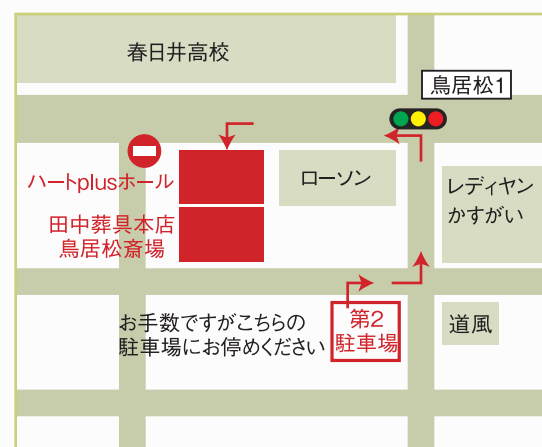 春日井高校
鳥居松1
ハートplusホール
ローソン
レディヤン
かすがい
田中葬具本店
鳥居松斎場
お手数ですがこちらの
駐車場にお停めください
第2
駐車場
道風